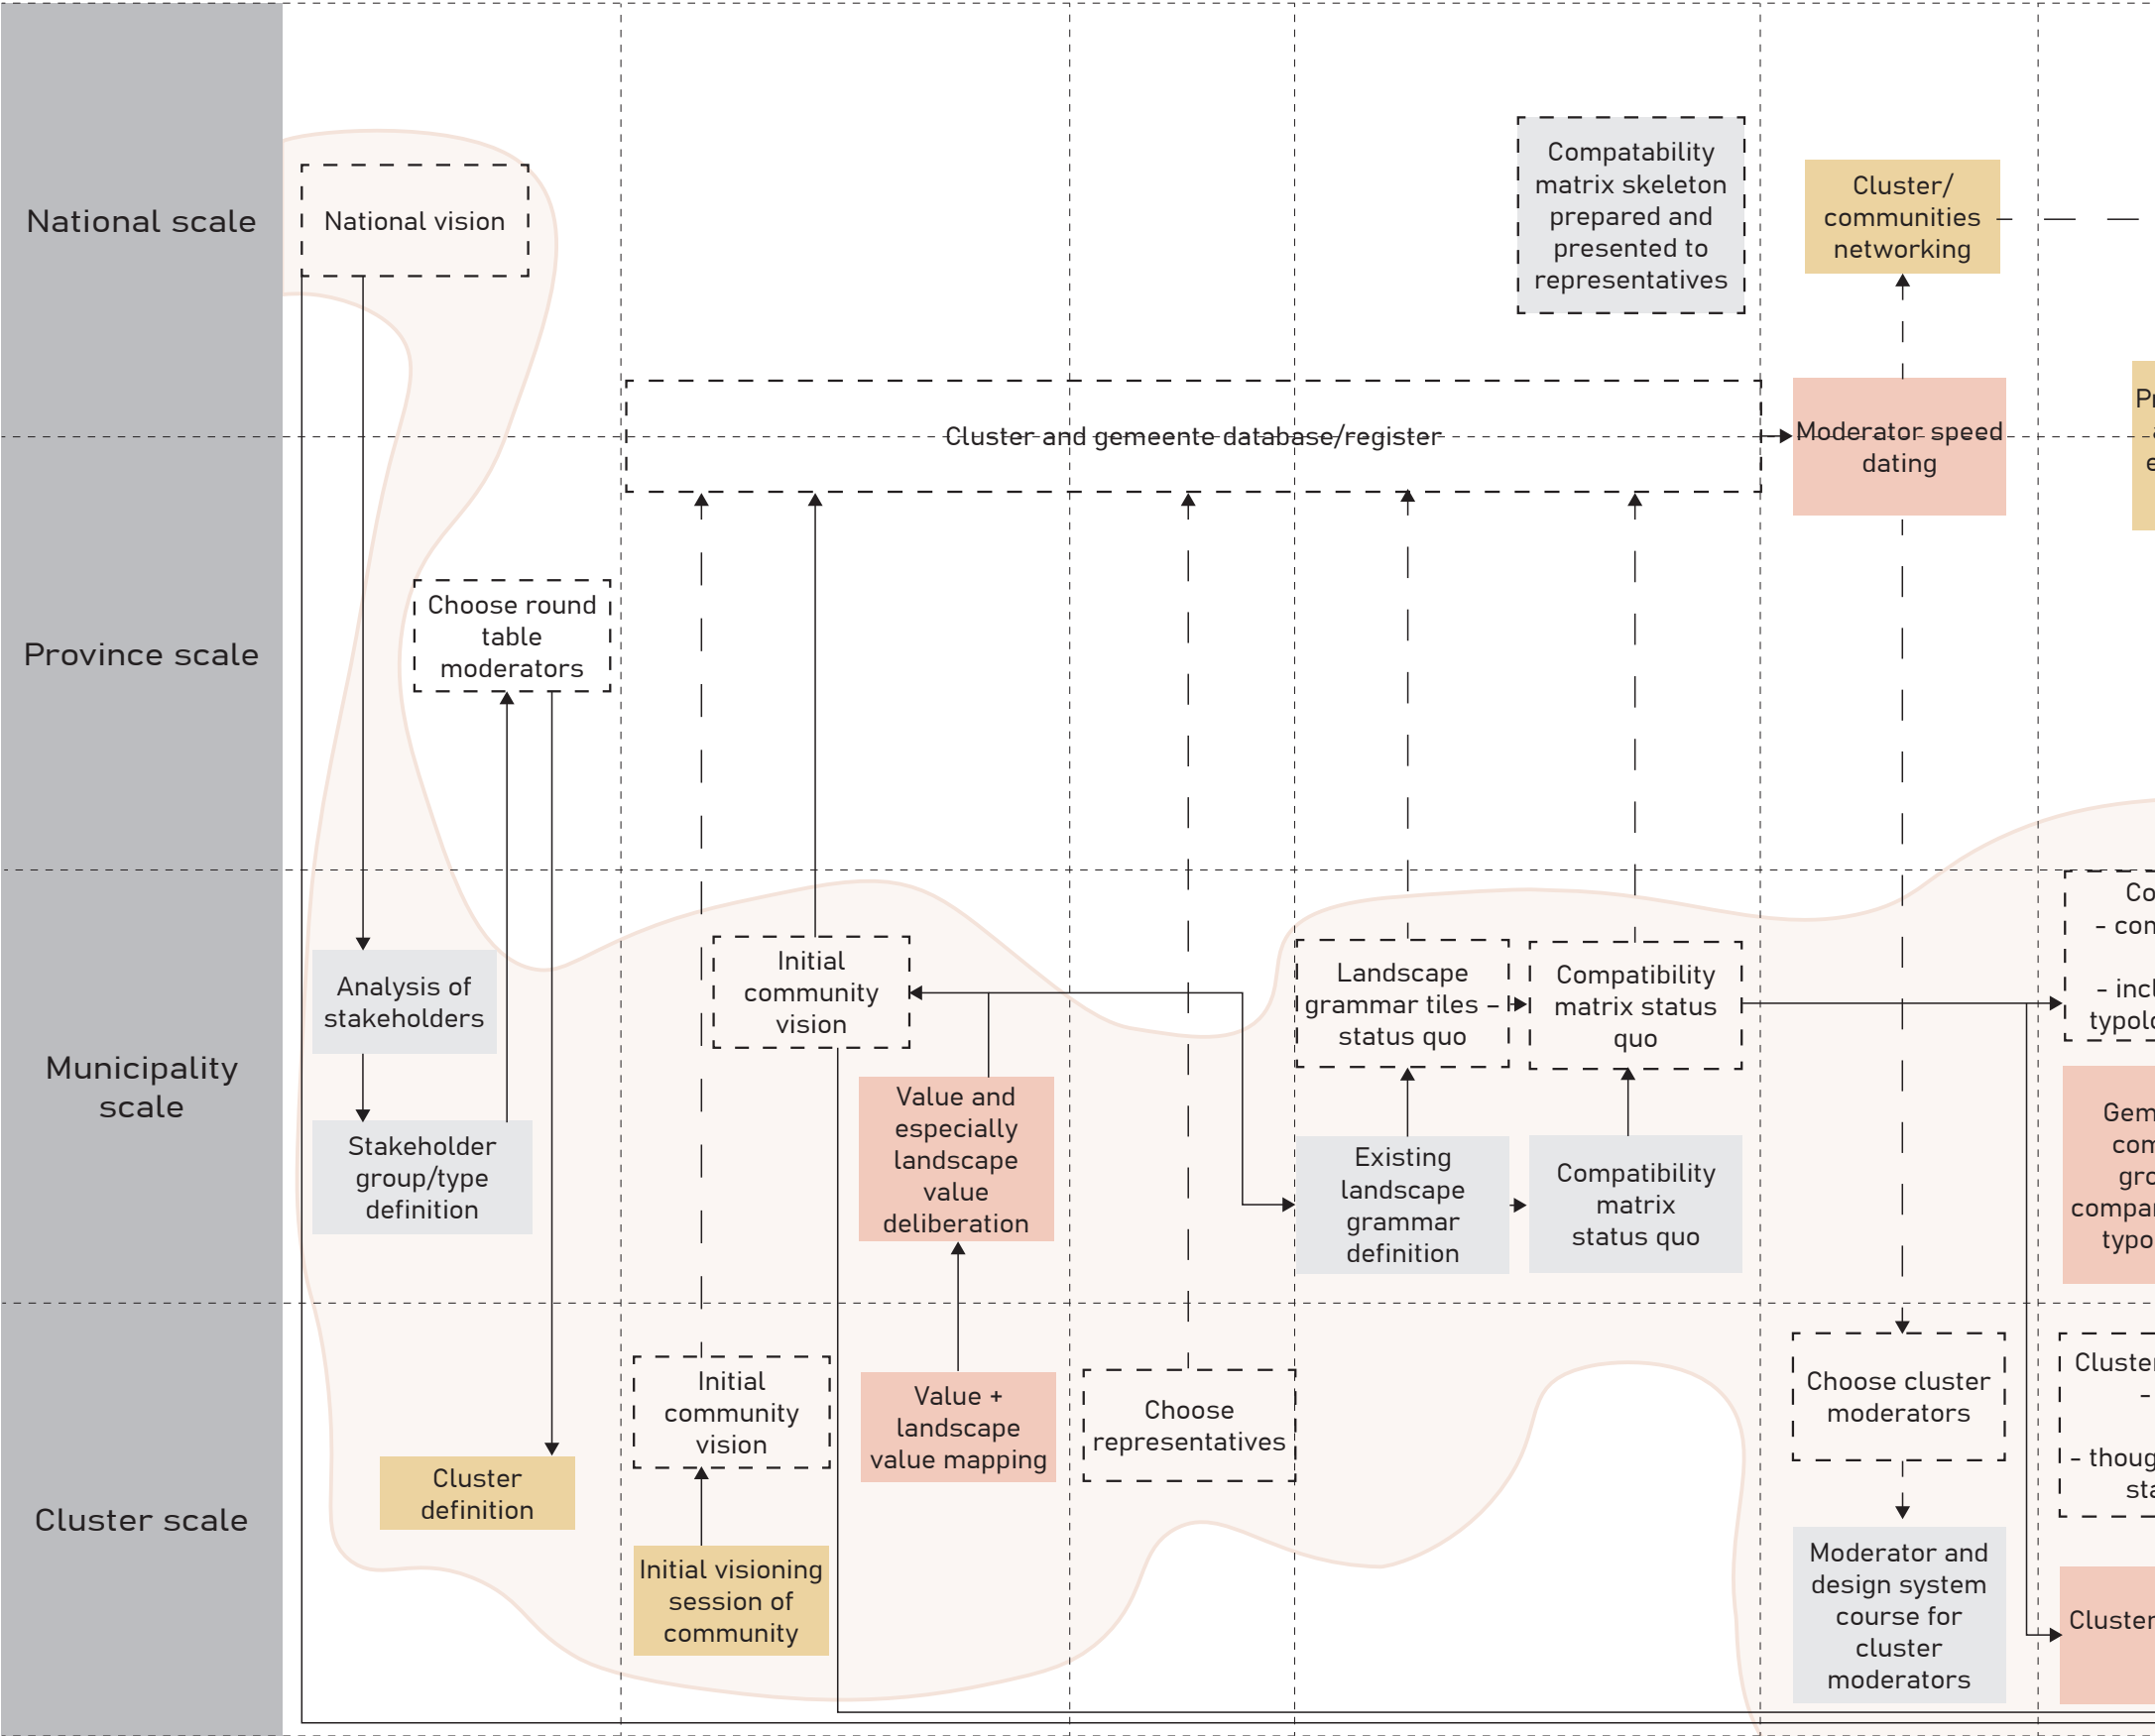 National scale
National vision
Compatability
matrix skeleton
prepared and
presented to
representatives
Cluster/
communities
networking
Cluster and gemeente database/register
Moderator speed
dating
Province scale
Choose round
table
moderators
Municipality
scale
Analysis of
stakeholders
Stakeholder
group/type
definition
Initial
community
vision
Value and
especially
landscape
value
deliberation
Landscape
grammar tiles –
status quo
Compatibility
matrix status
quo
Existing
landscape
grammar
definition
Compatibility
matrix
status quo
Cluster scale
Cluster
definition
Initial
community
vision
Initial visioning
session of
community
Value +
landscape
value mapping
Choose
representatives
Choose cluster
moderators
Moderator and
design system
course for
cluster
moderators
Cluster
Cluster